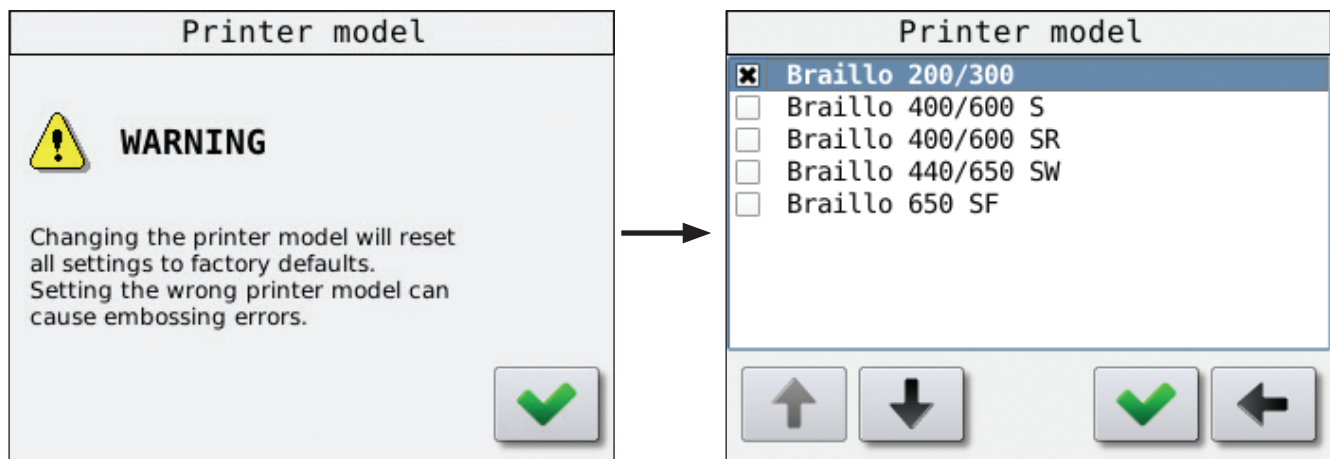 Printer model
WARNING
Changing the printer model will reset
all settings to factory defaults.
Setting the wrong printer model can
cause embossing errors.
Printer model
Braillo 200/300
Braillo 400/600 S
Braillo 400/600 SR
Braillo 440/650 SW
Braillo 650 SF